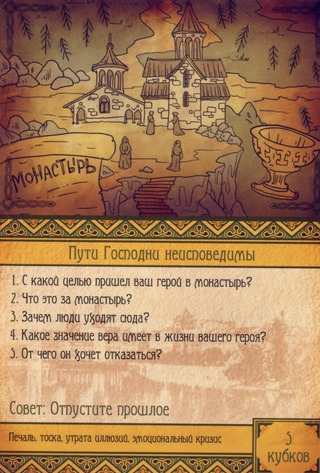 Монастырь
Пути Господни неисповедимы
1. С какой целью пришел ваш герой в монастырь?
2. Что это за монастырь?
3. Зачем люди уходят сюда?
4. Какое значение вера имеет в жизни вашего героя?
5. От чего он хочет отказаться?
Совет: Отпустите прошлое
Печаль, тоска, утрата иллюзий, эмоциональный кризис
5
кубков